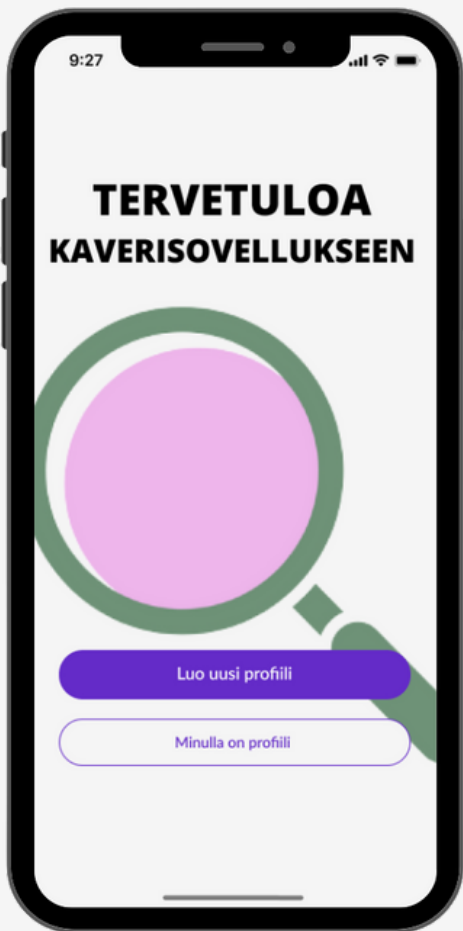 9:27
TERVETULOA
KAVERISOVELLUKSEEN
Luo uusi profiili
Minulla on profiili